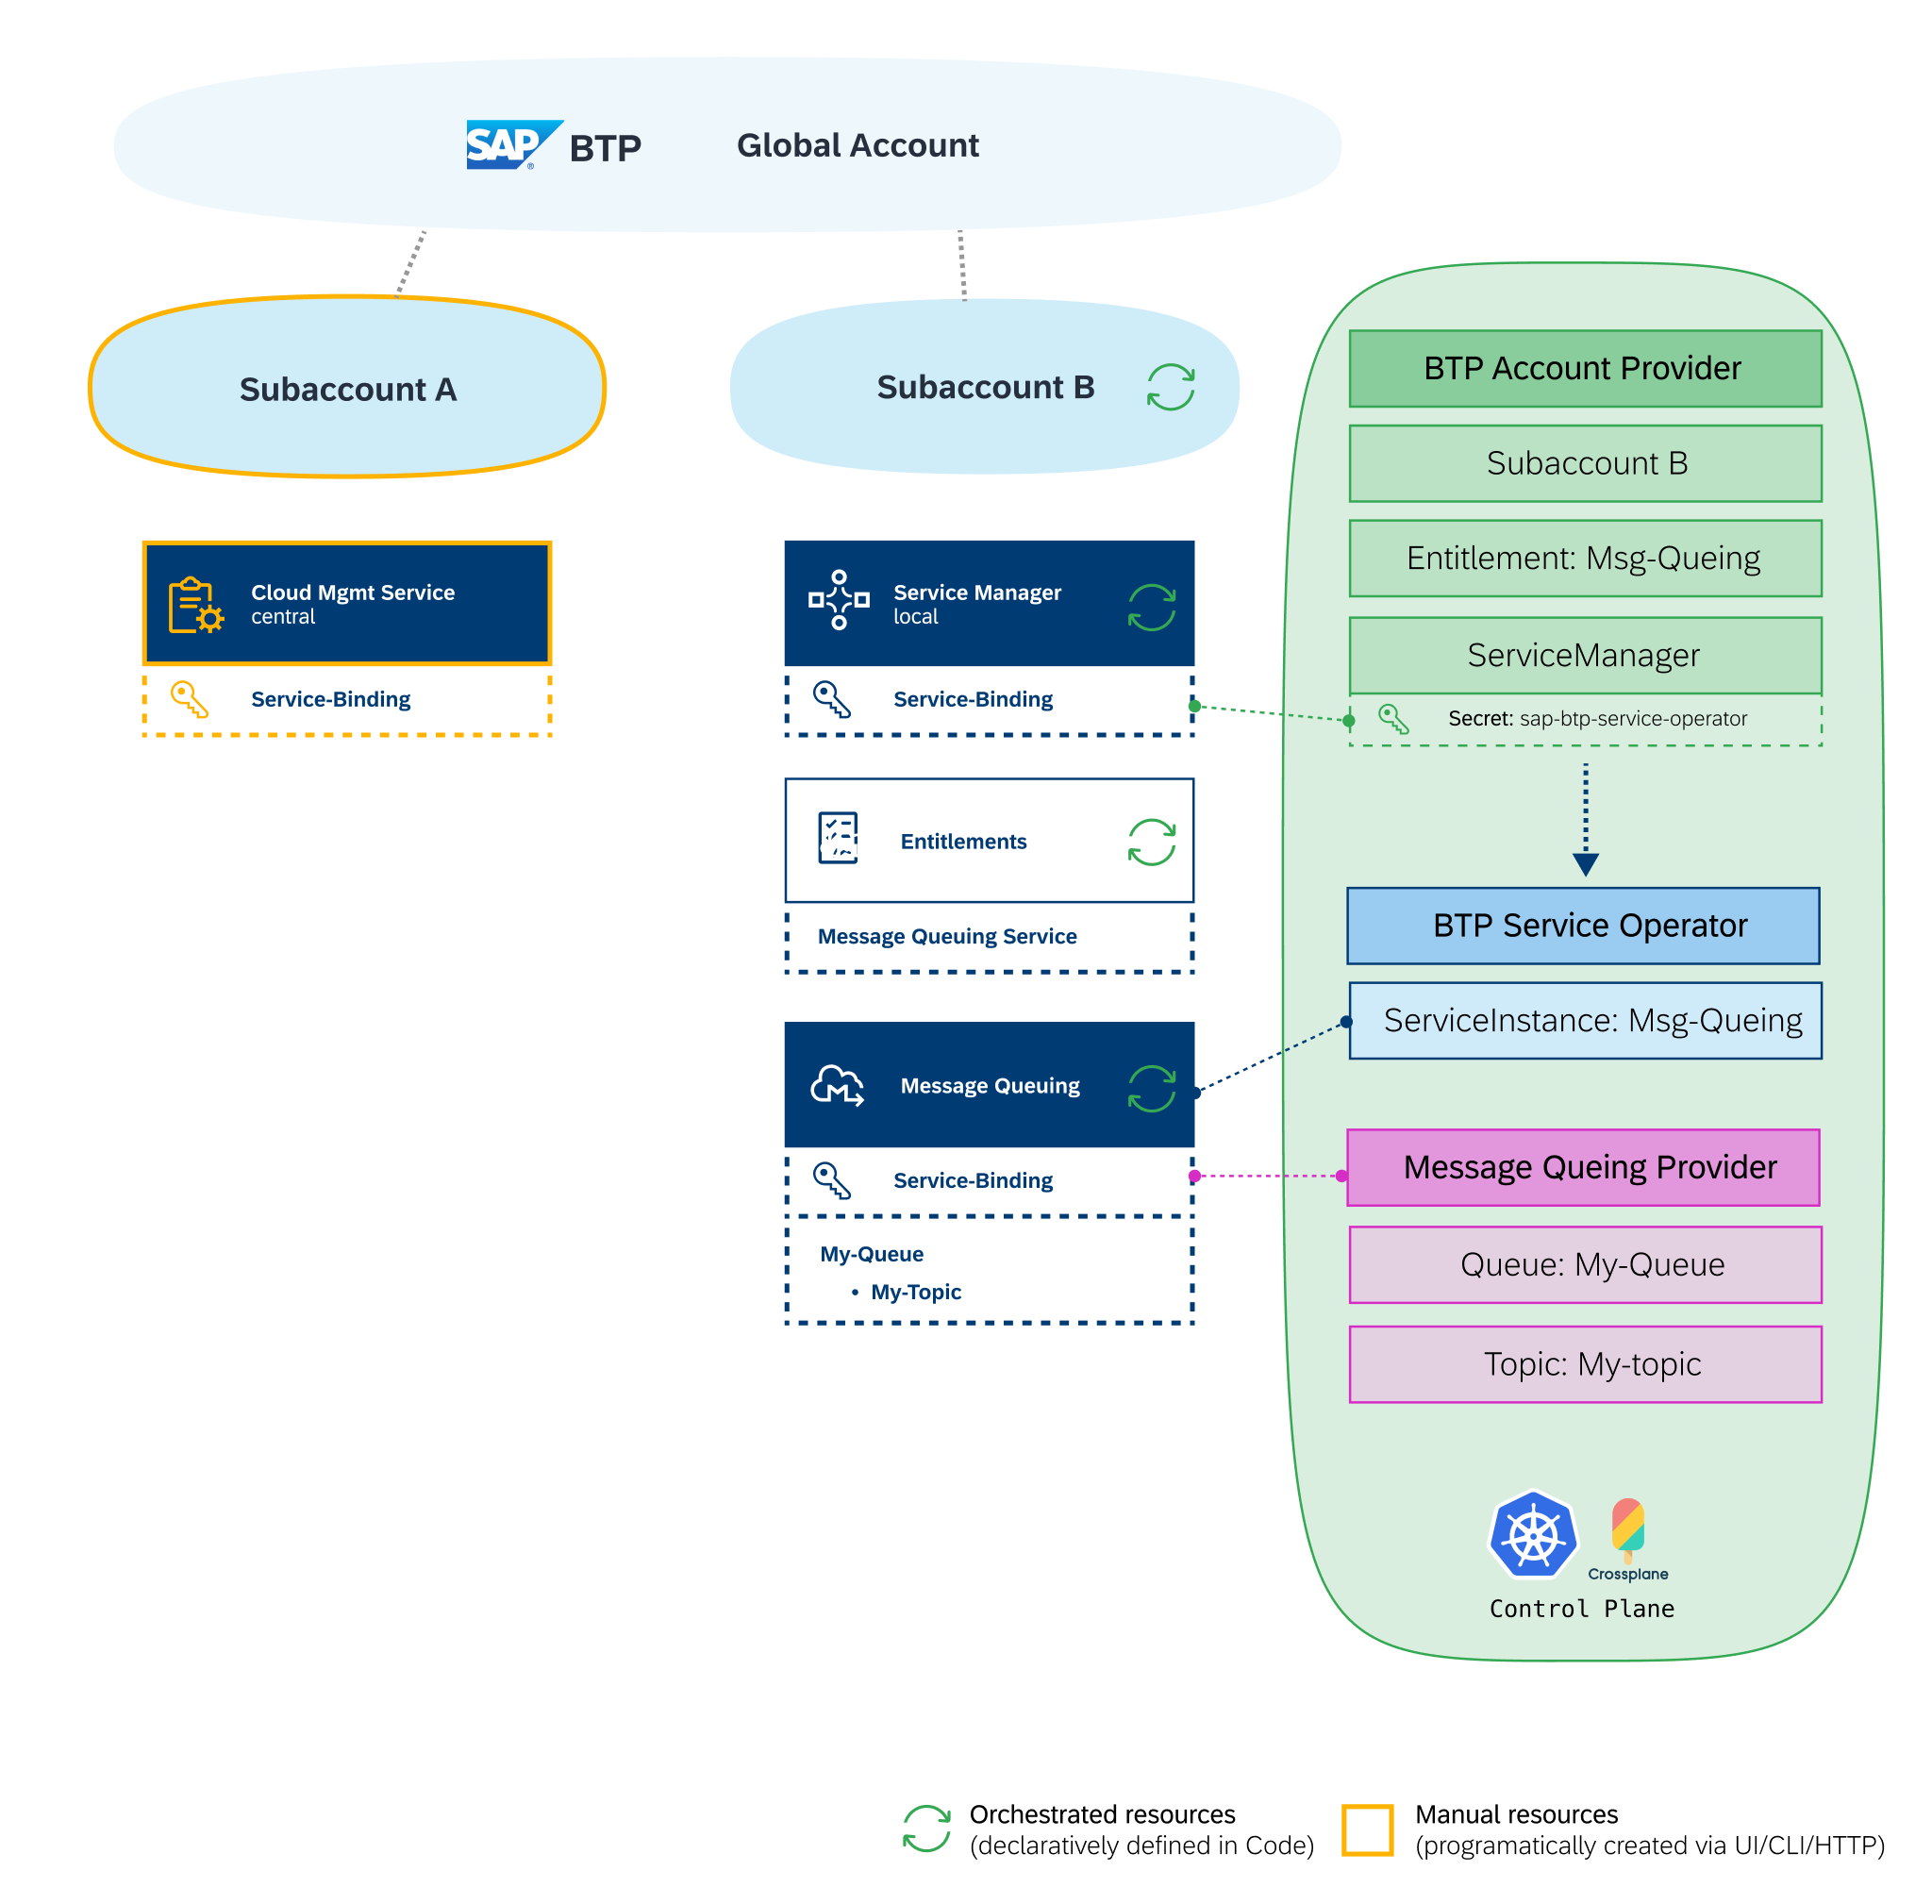 SAP ® BTP
Global Account
Subaccount A
Subaccount B
Cloud Mgmt Service
central
Service-Binding
Service Manager
local
Service-Binding
Entitlements
Message Queuing Service
Message Queuing
Service-Binding
My-Queue
• My-Topic
BTP Account Provider
Subaccount B
Entitlement: Msg-Queing
ServiceManager
Secret: sap-btp-service-operator
BTP Service Operator
ServiceInstance: Msg-Queing
Message Queing Provider
Queue: My-Queue
Topic: My-topic
Crossplane
Control Plane
Orchestrated resources
(declaratively defined in Code)
Manual resources
(programatically created via UI/CLI/HTTP)